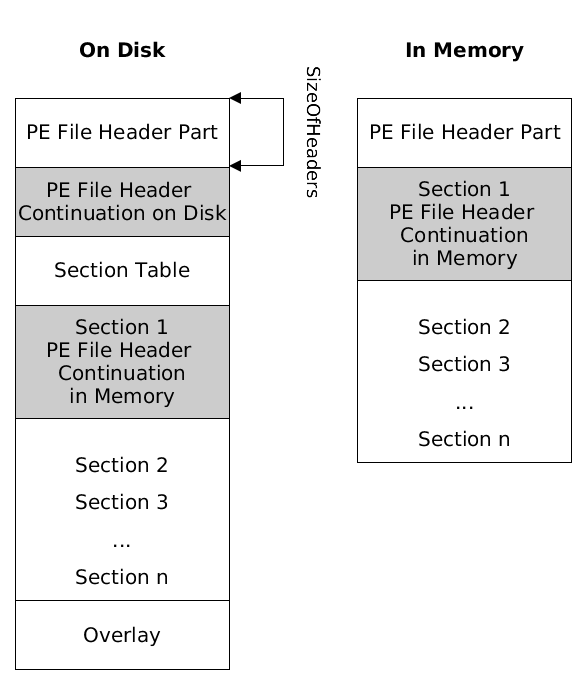 On Disk
In Memory
SizeOfHeaders
PE File Header Part
PE File Header
Continuation on Disk
Section Table
Section 1
PE File Header
Continuation
in Memory
Section 2
Section 3
...
Section n
Overlay
PE File Header Part
Section 1
PE File Header
Continuation
in Memory
Section 2
Section 3
...
Section n